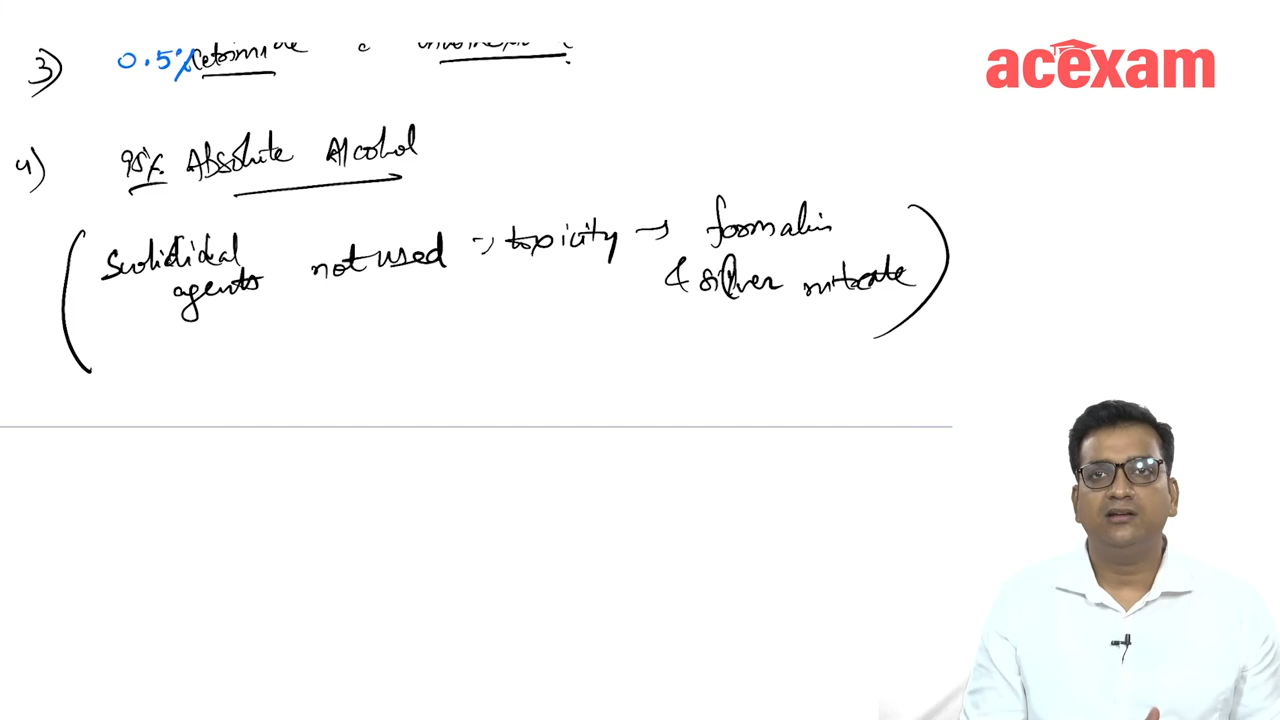 acexam
3) 0.5% Cetrimide &
4) 95% Absolute Alcohol
(Scolicidal not used ∵ toxicity → formalin
agents & silver nitrate)